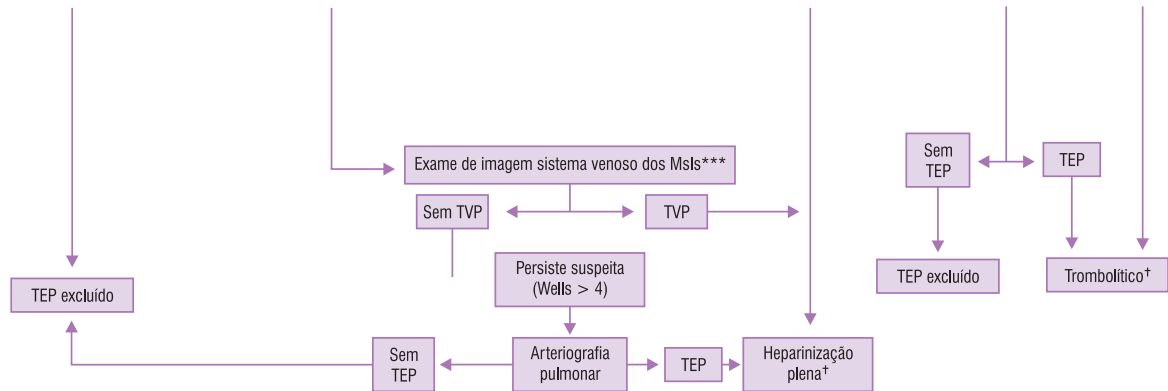 Exame de imagem sistema venoso dos MsIs***
Sem
TEP
TEP
Sem TVP
TVP
Persiste suspeita
(Wells > 4)
TEP excluído
Trombolítico†
TEP excluído
Sem
TEP
Arteriografia
pulmonar
TEP
Heparinização
plena†